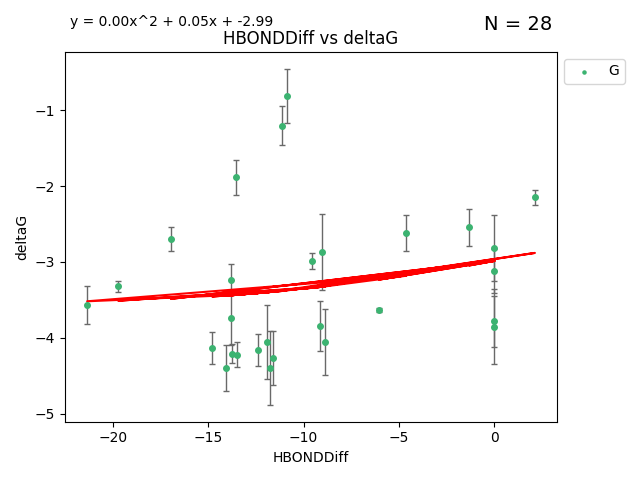 y = 0.00x^2 + 0.05x + -2.99
N = 28
HBONDDiff vs deltaG
G
−1
−2
−3
−4
−5
deltaG
−20 −15 −10 −5 0
HBONDDiff